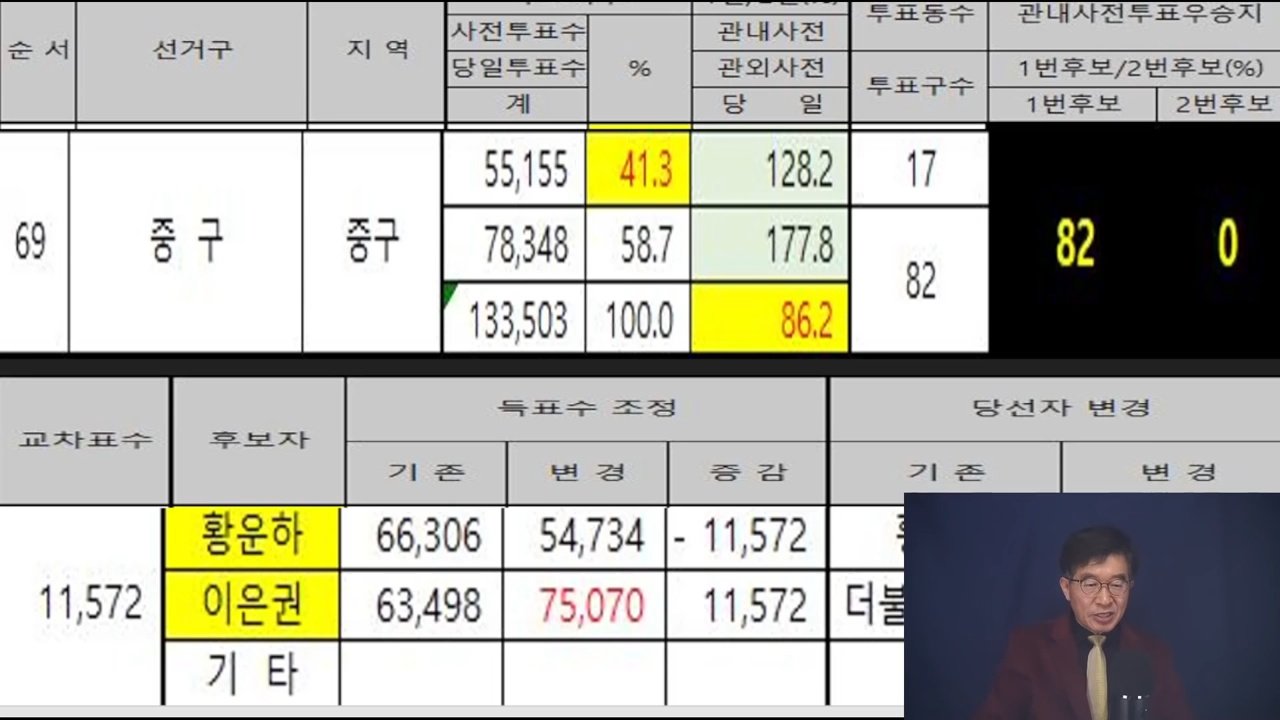 순 서
선거구
지 역
사전투표수
당일투표수
계
%
관내사전
관외사전
당 일
투표동수
투표구수
관내사전투표우승지
1번후보/2번후보(%)
1번후보
2번후보
69
중 구
중구
55,155
41.3
128.2
17
78,348
58.7
177.8
82
82
0
133,503
100.0
86.2
교차표수
후보자
득표수 조정
당선자 변경
기 존
변 경
증 감
기 존
변 경
11,572
황운하
66,306
54,734
- 11,572
이은권
63,498
75,070
11,572
더불
기 타